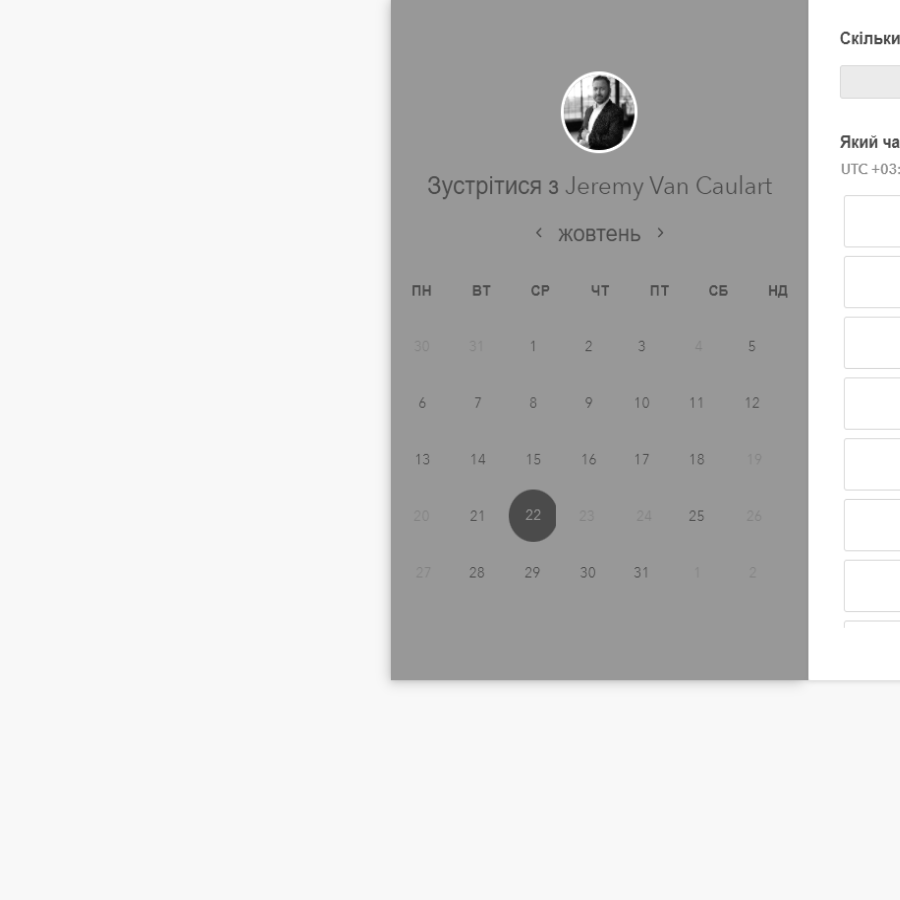 Зустрітися з Jeremy Van Caulart
жовтень
ПН ВТ СР ЧТ ПТ СБ НД
30 31 1 2 3 4 5
6 7 8 9 10 11 12
13 14 15 16 17 18 19
20 21 22 23 24 25 26
27 28 29 30 31 1 2
Скільки
Який ча
UTC +03: